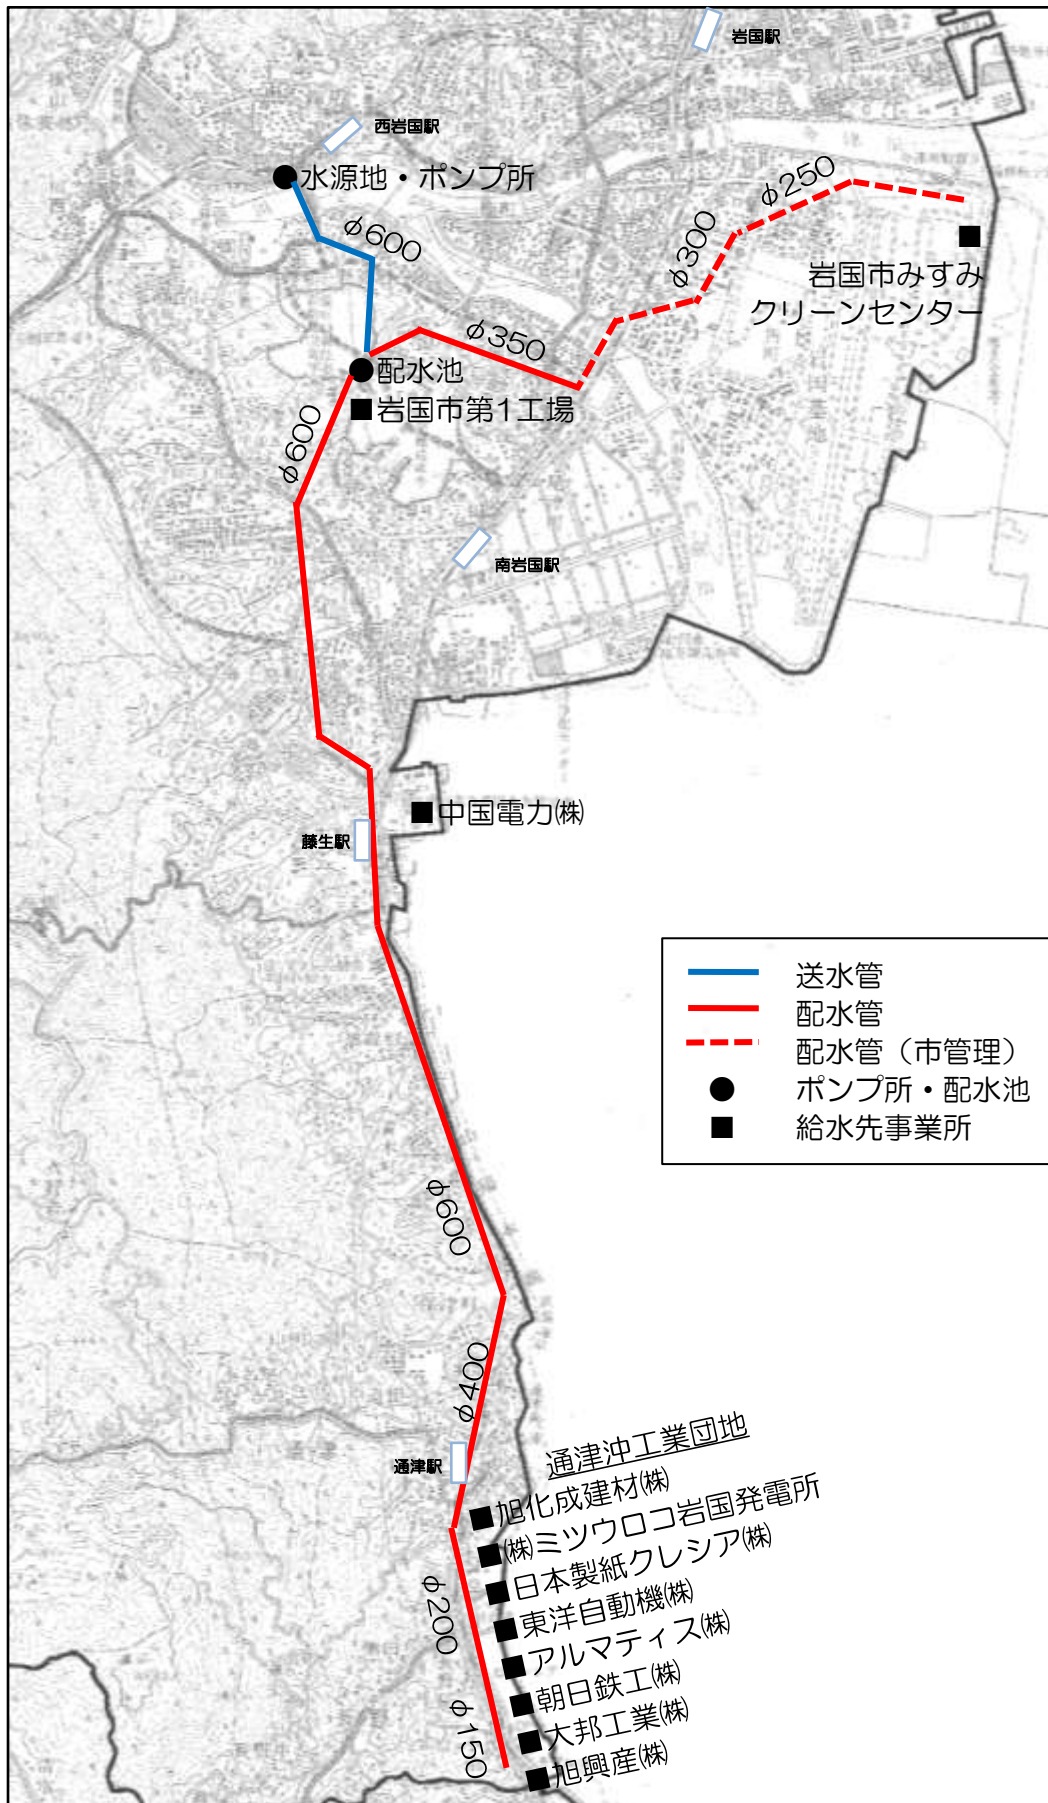 岩国駅
西岩国駅
水源地・ポンプ所
φ600
φ250
φ300
岩国市みすみ
クリーンセンター
φ350
配水池
岩国市第1工場
φ600
南岩国駅
中国電力㈱
藤生駅
送水管
配水管
配水管（市管理）
ポンプ所・配水池
給水先事業所
φ600
φ400
通津駅
通津沖工業団地
旭化成建材㈱
㈱ミツウロコ岩国発電所
日本製紙クレシア㈱
東洋自動機㈱
アルマティス㈱
朝日鉄工㈱
大邦工業㈱
旭興産㈱
φ200
φ150